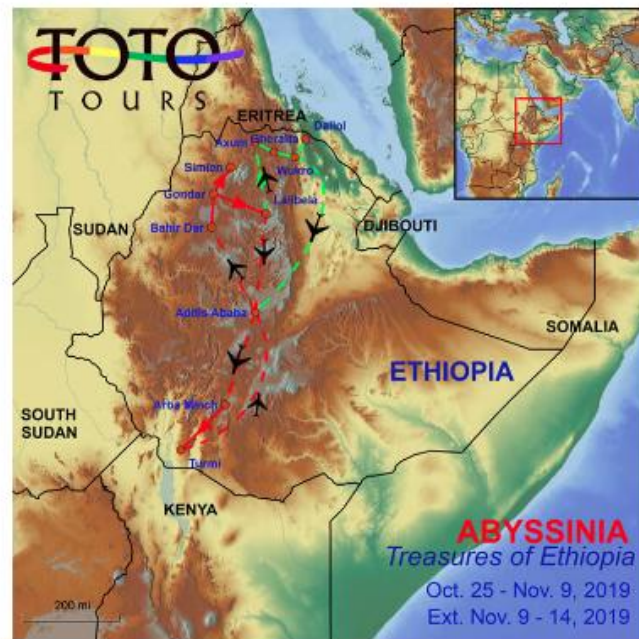 TOTO
TOURS
ERITREA
Dallol
Axum
Gheralta
Simien
Wukro
Gondar
Lalibela
SUDAN
Bahir Dar
DJIBOUTI
Addis Ababa
SOMALIA
ETHIOPIA
Arba Minch
SOUTH
SUDAN
Turmi
KENYA
ABYSSINIA
Treasures of Ethiopia
Oct. 25 - Nov. 9, 2019
Ext. Nov. 9 - 14, 2019
200 mi